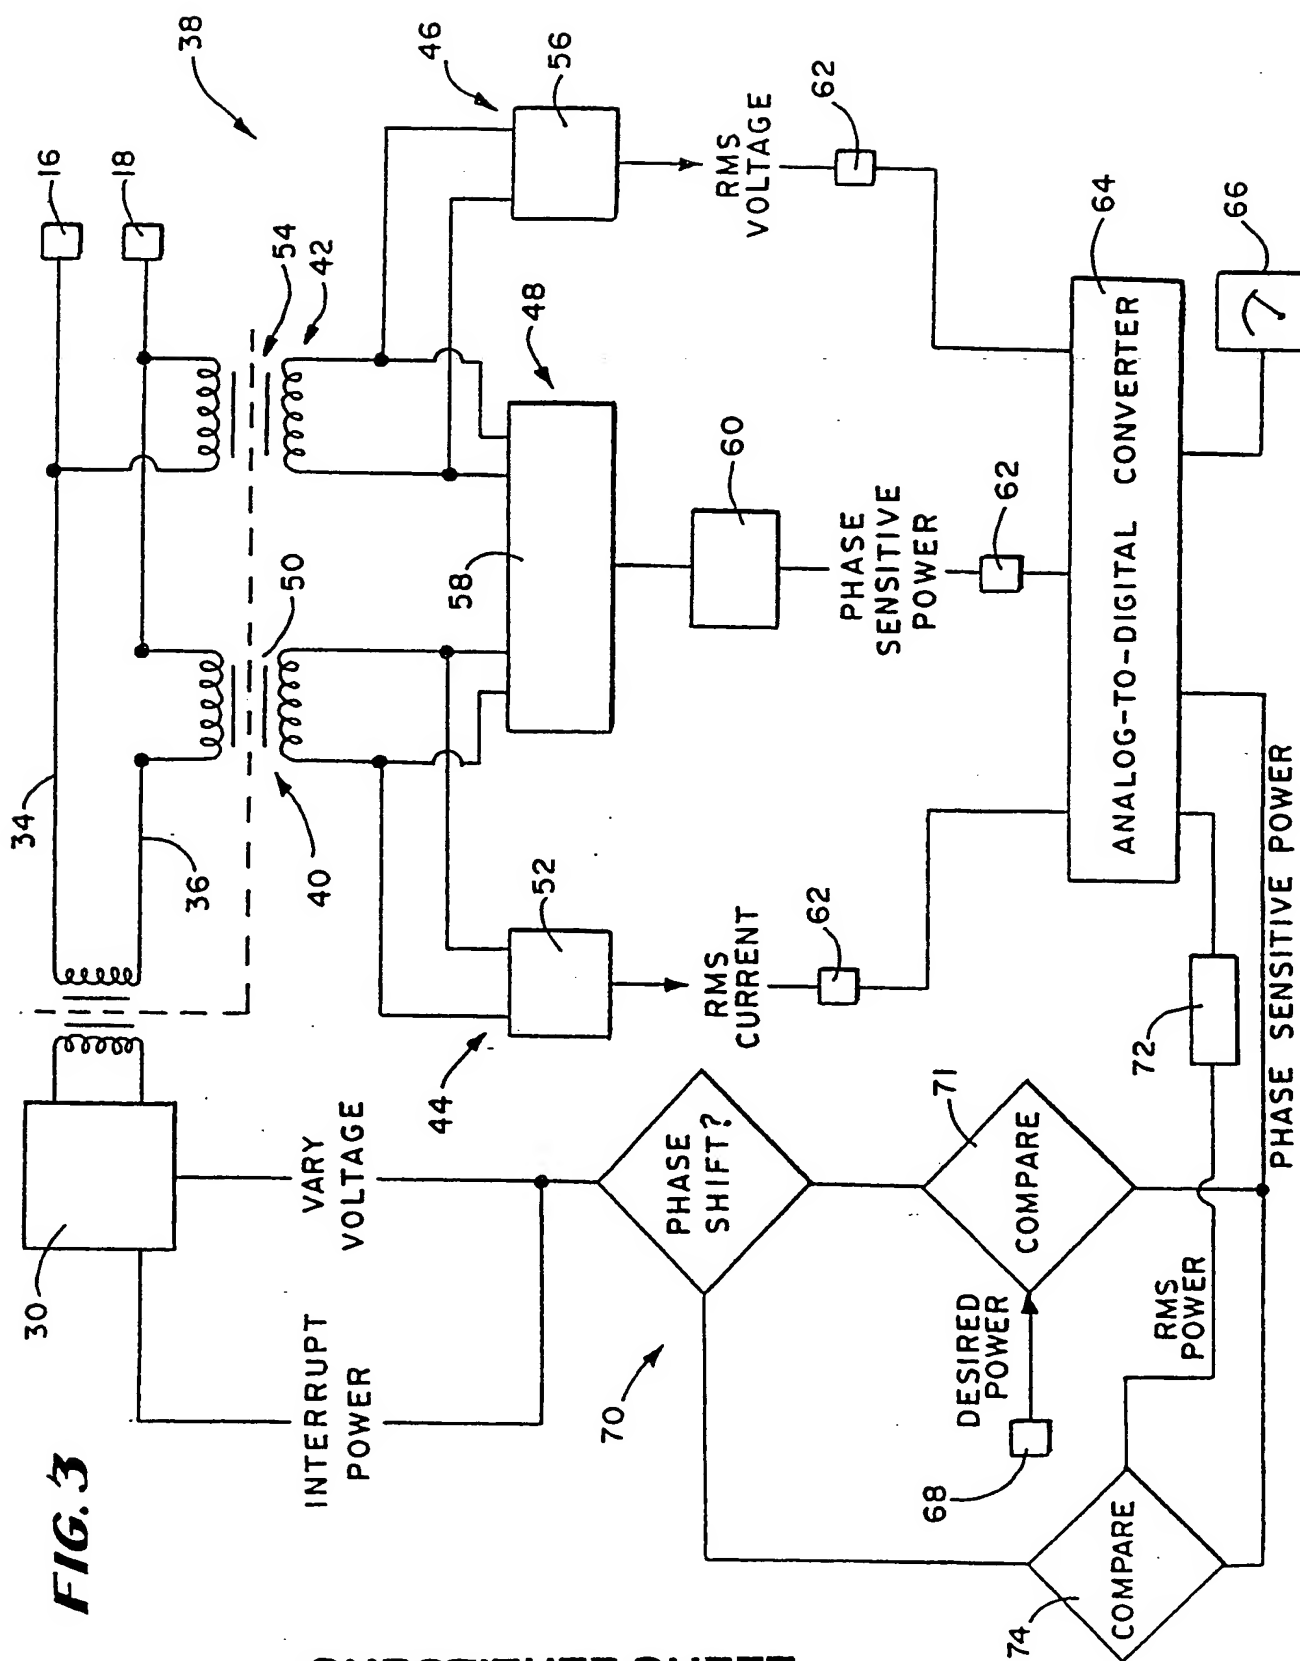 FIG. 3
30
INTERRUPT
POWER
VARY
VOLTAGE
34
36
38
16
18
54
42
50
40
44
52
46
56
48
58
60
RMS
CURRENT
62
PHASE
SENSITIVE
POWER
62
RMS
VOLTAGE
62
64
ANALOG-TO-DIGITAL CONVERTER
66
70
PHASE
SHIFT?
71
COMPARE
DESIRED
POWER
68
72
RMS
POWER
74
COMPARE
PHASE SENSITIVE POWER